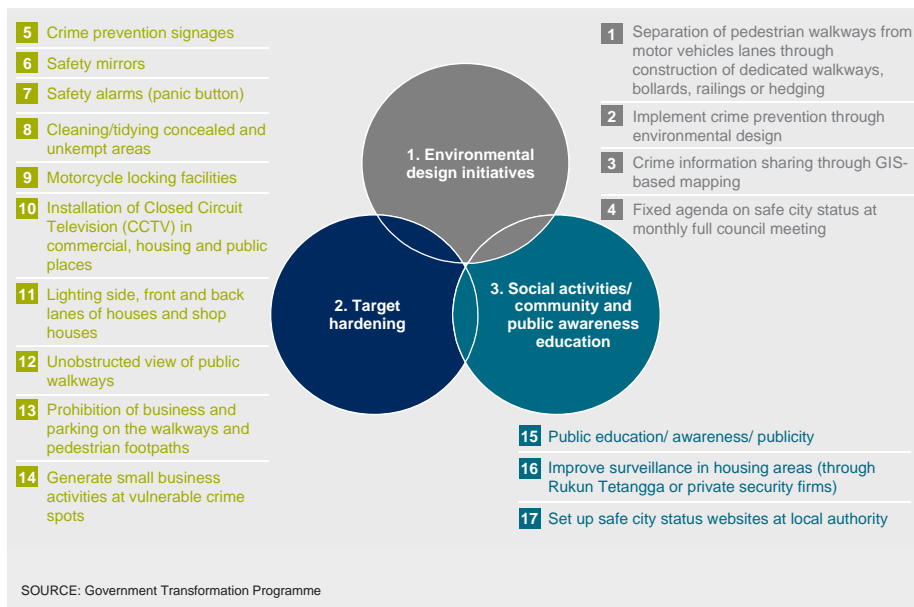 5 Crime prevention signages
6 Safety mirrors
7 Safety alarms (panic button)
8 Cleaning/tidying concealed and
unkempt areas
9 Motorcycle locking facilities
10 Installation of Closed Circuit
Television (CCTV) in
commercial, housing and public
places
11 Lighting side, front and back
lanes of houses and shop
houses
12 Unobstructed view of public
walkways
13 Prohibition of business and
parking on the walkways and
pedestrian footpaths
14 Generate small business
activities at vulnerable crime
spots
1. Environmental
design initiatives
2. Target
hardening
3. Social activities/
community and
public awareness
education
1 Separation of pedestrian walkways from
motor vehicles lanes through
construction of dedicated walkways,
bollards, railings or hedging
2 Implement crime prevention through
environmental design
3 Crime information sharing through GIS-
based mapping
4 Fixed agenda on safe city status at
monthly full council meeting
15 Public education/ awareness/ publicity
16 Improve surveillance in housing areas (through
Rukun Tetangga or private security firms)
17 Set up safe city status websites at local authority
SOURCE: Government Transformation Programme